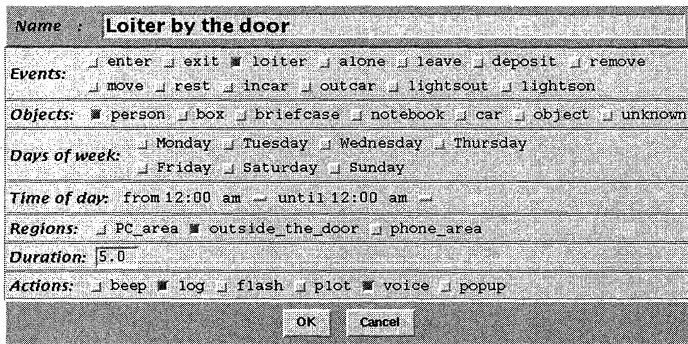 Name : Loiter by the door
Events: enter exit loiter alone leave deposit remove
move rest incar outcar lightsout lightson
Objects: person box briefcase notebook car object unknown
Days of week: Monday Tuesday Wednesday Thursday
Friday Saturday Sunday
Time of day: from 12:00 am until 12:00 am
Regions: PC_area outside_the_door phone_area
Duration: 5.0
Actions: beep log flash plot voice popup
OK Cancel